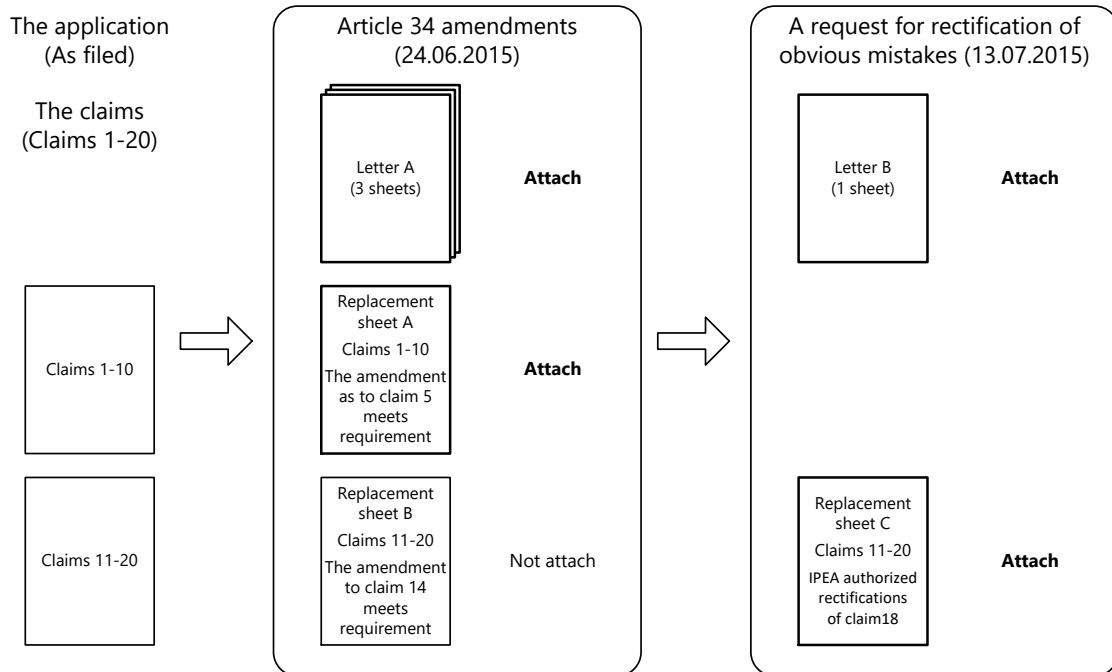 The application
(As filed)
The claims
(Claims 1-20)
Claims 1-10
Claims 11-20
Article 34 amendments
(24.06.2015)
Letter A
(3 sheets)
Attach
Replacement
sheet A
Claims 1-10
The amendment
as to claim 5
meets
requirement
Attach
Replacement
sheet B
Claims 11-20
The amendment
to claim 14
meets
requirement
Not attach
A request for rectification of
obvious mistakes (13.07.2015)
Letter B
(1 sheet)
Attach
Replacement
sheet C
Claims 11-20
IPEA authorized
rectifications
of claim18
Attach